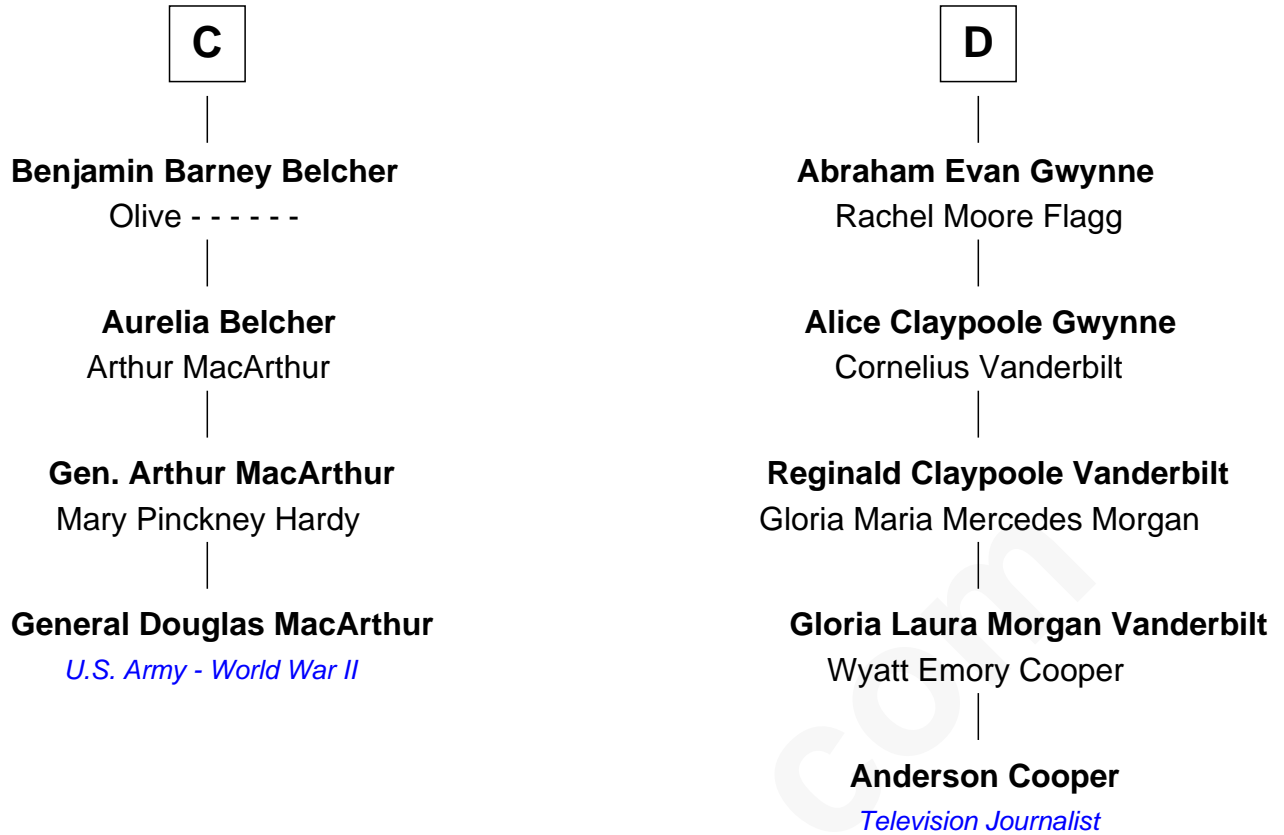 C
Benjamin Barney Belcher
Olive - - - - - -
Aurelia Belcher
Arthur MacArthur
Gen. Arthur MacArthur
Mary Pinckney Hardy
General Douglas MacArthur
U.S. Army - World War II
D
Abraham Evan Gwynne
Rachel Moore Flagg
Alice Claypoole Gwynne
Cornelius Vanderbilt
Reginald Claypoole Vanderbilt
Gloria Maria Mercedes Morgan
Gloria Laura Morgan Vanderbilt
Wyatt Emory Cooper
Anderson Cooper
Television Journalist
com